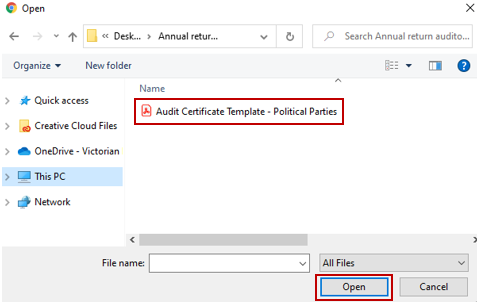 Open
« Desk... > Annual retur...
Search Annual return audito...
Organize
New folder
Name
Quick access
Audit Certificate Template - Political Parties
Creative Cloud Files
OneDrive - Victorian
This PC
Network
File name:
All Files
Open
Cancel